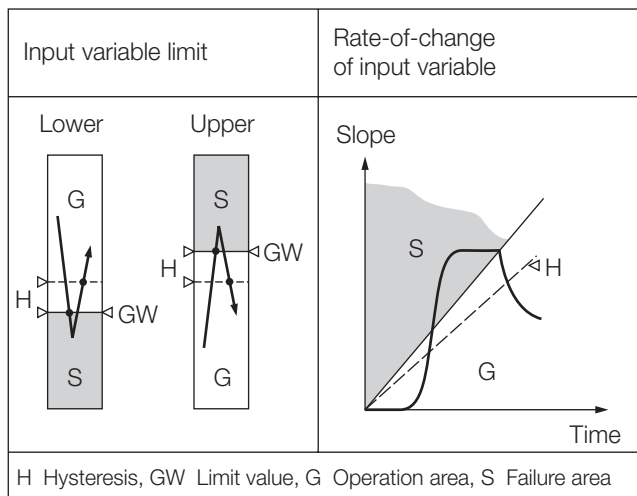 Input variable limit
Rate-of-change
of input variable
Lower
Upper
G
H
GW
S
S
H
GW
G
Slope
S
H
G
Time
H Hysteresis, GW Limit value, G Operation area, S Failure area